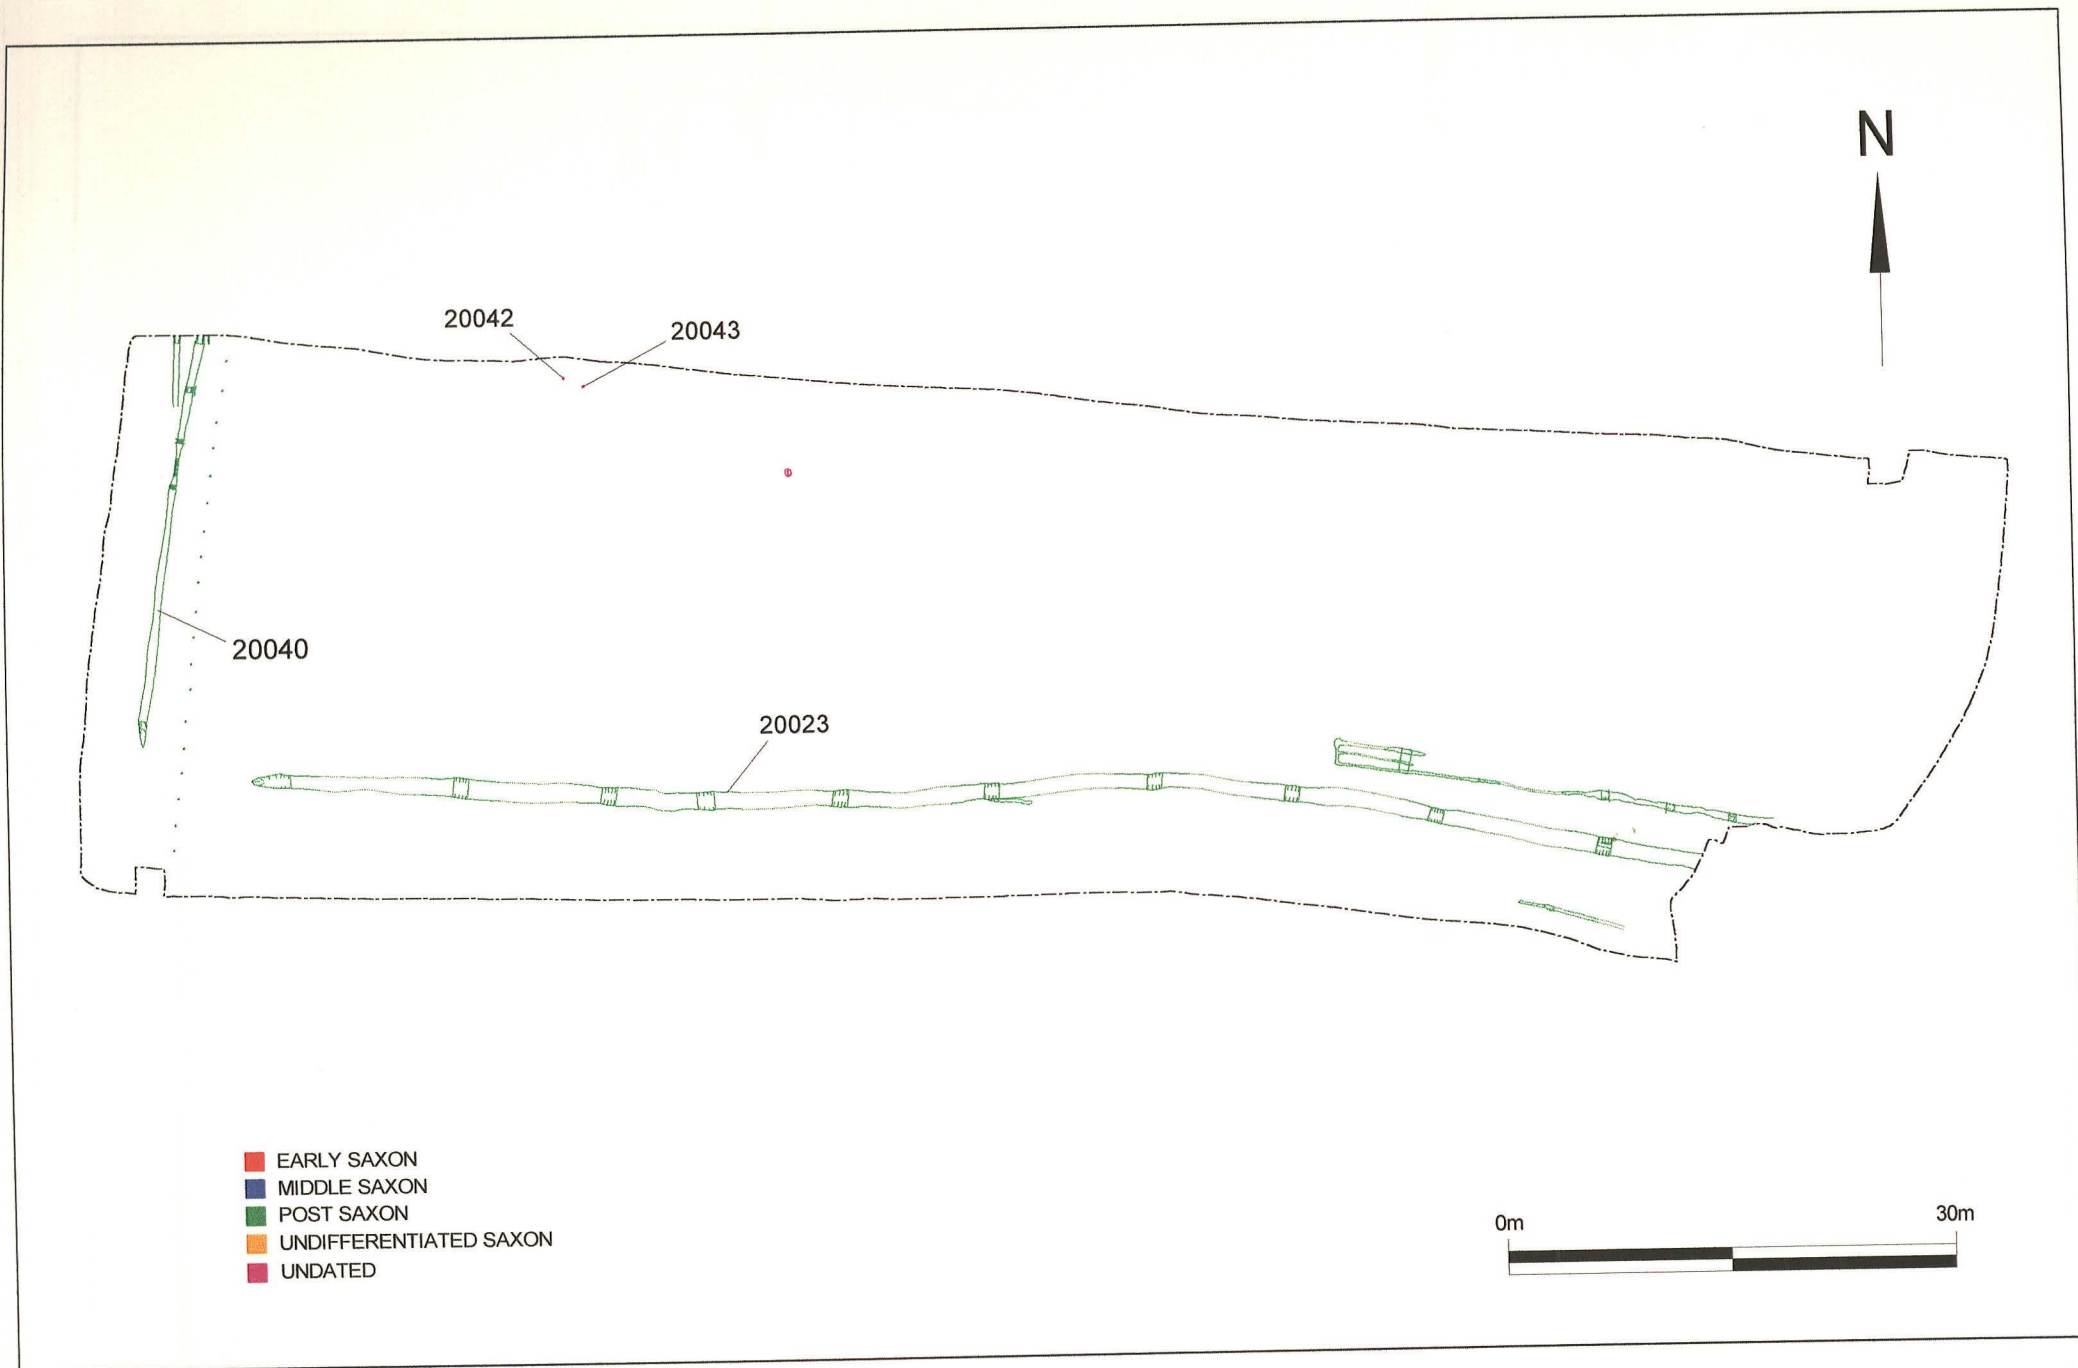 N
20042
20043
20040
20023
EARLY SAXON
MIDDLE SAXON
POST SAXON
UNDIFFERENTIATED SAXON
UNDATED
0m
30m